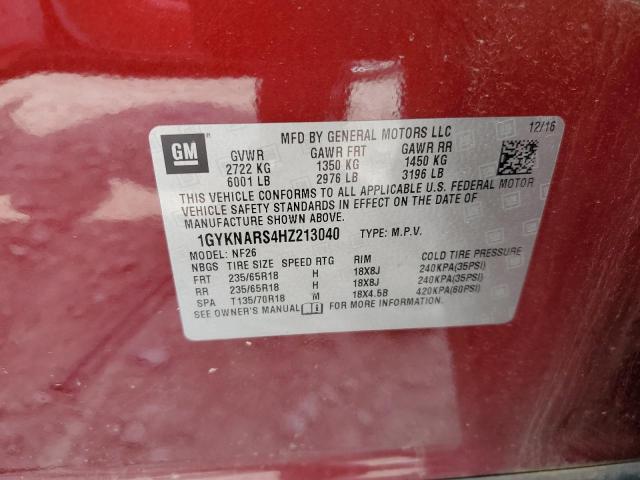 GM
MFD BY GENERAL MOTORS LLC
12/16
GVWR GAWR FRT GAWR RR
2722 KG 1350 KG 1450 KG
6001 LB 2976 LB 3196 LB
THIS VEHICLE CONFORMS TO ALL APPLICABLE U.S. FEDERAL MOTOR
VEHICLE SAFETY STANDARDS IN EFFECT ON THE DATE OF
MANUFACTURE SHOWN ABOVE.
1GYKNARS4HZ213040 TYPE: M.P.V.
MODEL: NF26
NBGS TIRE SIZE SPEED RTG RIM COLD TIRE PRESSURE
FRT 235/65R18 H 18X8J 240KPA(35PSI)
RR 235/65R18 H 18X8J 240KPA(35PSI)
SPA T135/70R18 M 18X4.5B 420KPA(60PSI)
SEE OWNER'S MANUAL FOR MORE INFORMATION.